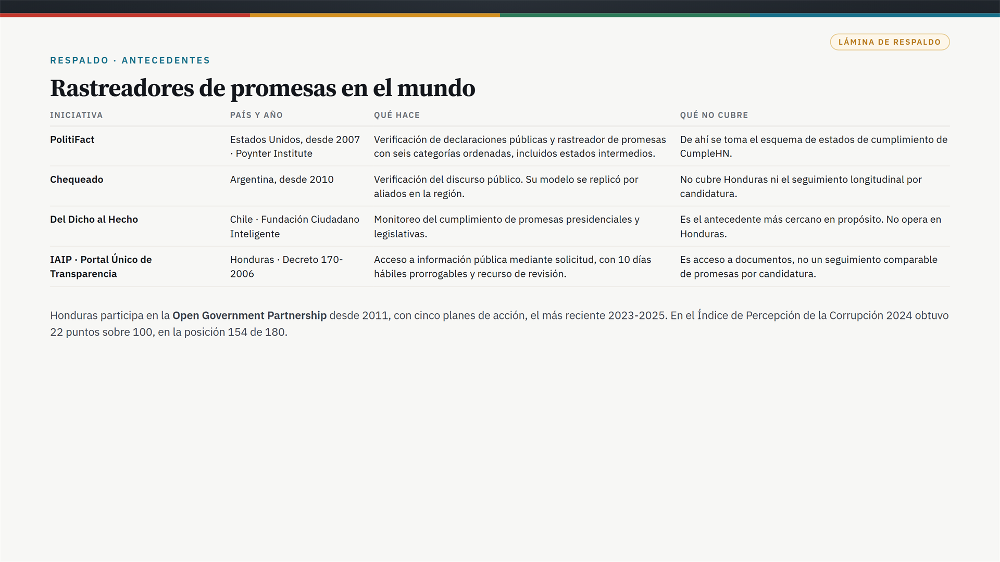 LÁMINA DE RESPALDO
RESPALDO · ANTECEDENTES
Rastreadores de promesas en el mundo
INICIATIVA
PAÍS Y AÑO
QUÉ HACE
QUÉ NO CUBRE
PolitiFact
Estados Unidos, desde 2007
· Poynter Institute
Verificación de declaraciones públicas y rastreador de promesas
con seis categorías ordenadas, incluidos estados intermedios.
De ahí se toma el esquema de estados de cumplimiento de
CumpleHN.
Chequeado
Argentina, desde 2010
Verificación del discurso público. Su modelo se replicó por
aliados en la región.
No cubre Honduras ni el seguimiento longitudinal por
candidatura.
Del Dicho al Hecho
Chile · Fundación Ciudadano
Inteligente
Monitoreo del cumplimiento de promesas presidenciales y
legislativas.
Es el antecedente más cercano en propósito. No opera en
Honduras.
IAIP · Portal Único de
Transparencia
Honduras · Decreto 170-
2006
Acceso a información pública mediante solicitud, con 10 días
hábiles prorrogables y recurso de revisión.
Es acceso a documentos, no un seguimiento comparable
de promesas por candidatura.
Honduras participa en la Open Government Partnership desde 2011, con cinco planes de acción, el más reciente 2023-2025. En el Índice de Percepción de la Corrupción 2024 obtuvo
22 puntos sobre 100, en la posición 154 de 180.